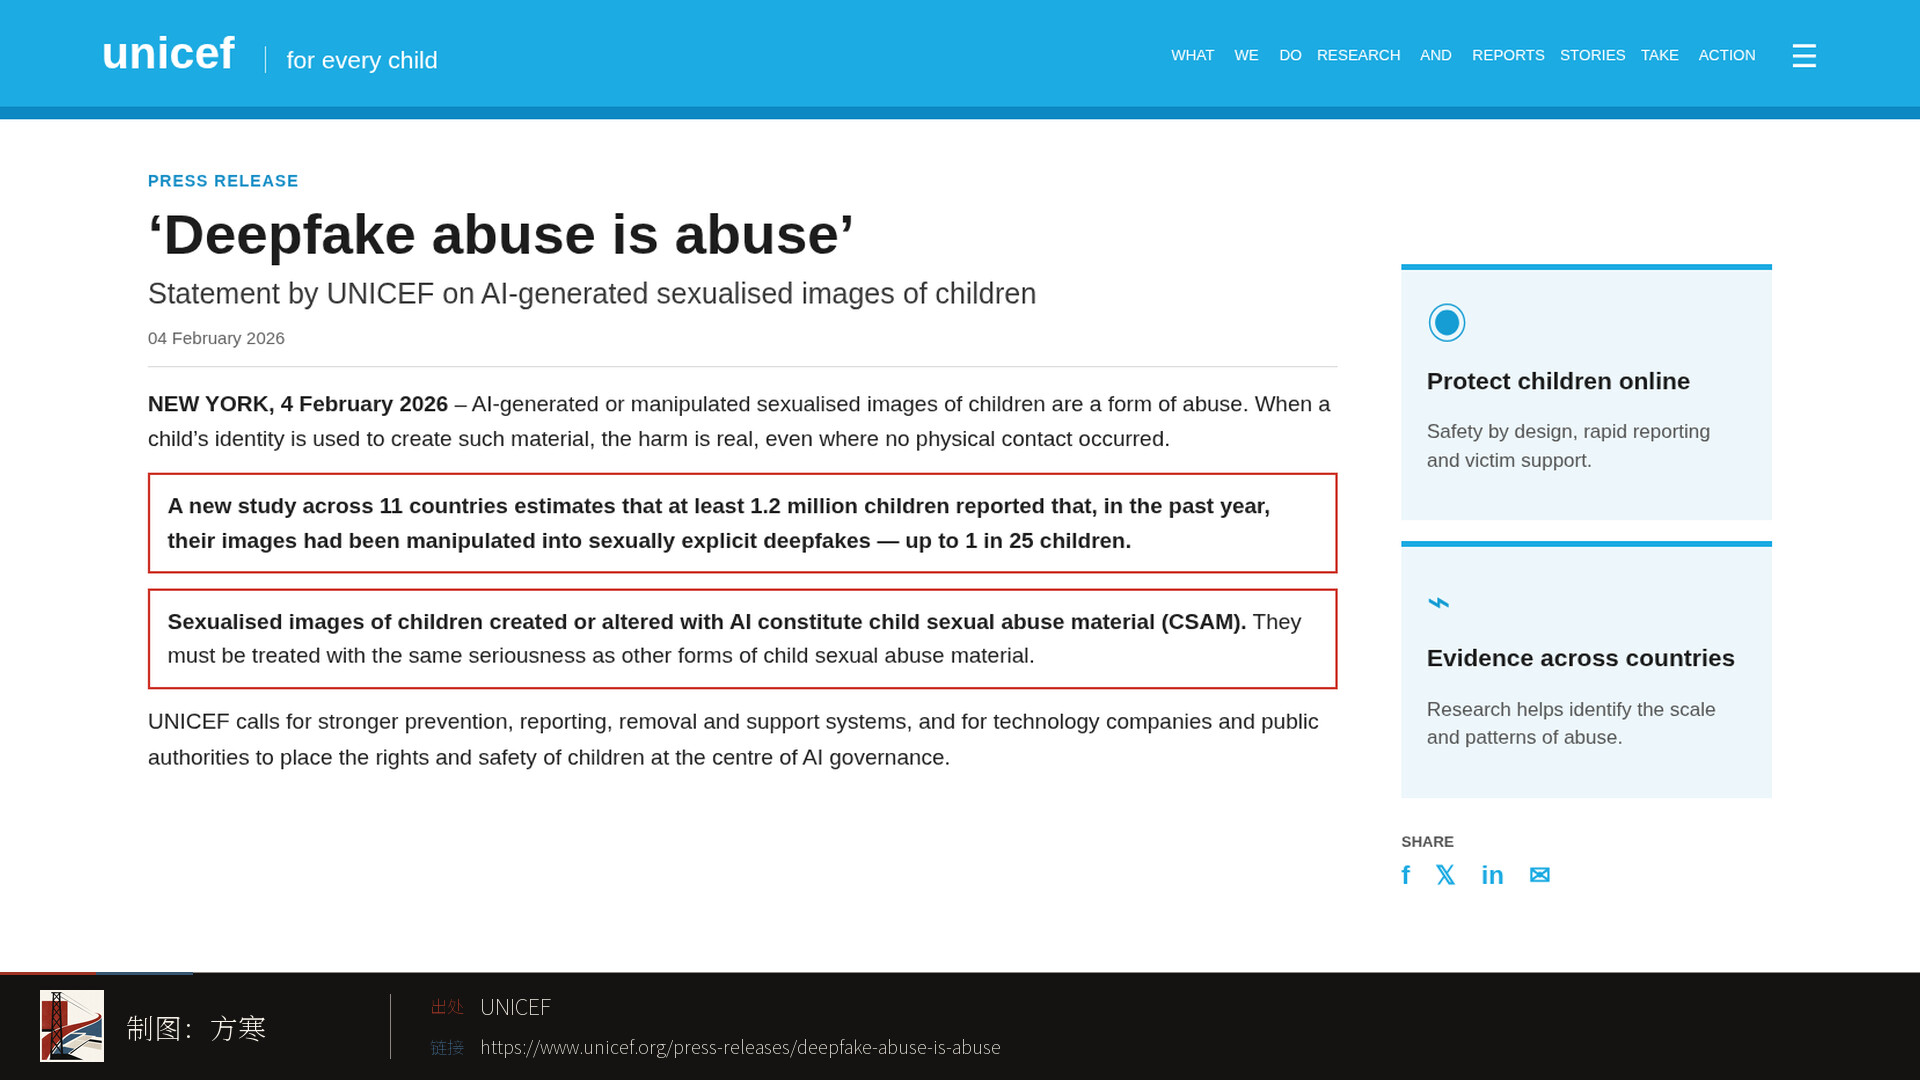 unicef
for every child
WHAT WE DO RESEARCH AND REPORTS STORIES TAKE ACTION
PRESS RELEASE
‘Deepfake abuse is abuse’
Statement by UNICEF on AI-generated sexualised images of children
04 February 2026
NEW YORK, 4 February 2026 – AI-generated or manipulated sexualised images of children are a form of abuse. When a
child’s identity is used to create such material, the harm is real, even where no physical contact occurred.
A new study across 11 countries estimates that at least 1.2 million children reported that, in the past year,
their images had been manipulated into sexually explicit deepfakes — up to 1 in 25 children.
Sexualised images of children created or altered with AI constitute child sexual abuse material (CSAM). They
must be treated with the same seriousness as other forms of child sexual abuse material.
UNICEF calls for stronger prevention, reporting, removal and support systems, and for technology companies and public
authorities to place the rights and safety of children at the centre of AI governance.
Protect children online
Safety by design, rapid reporting
and victim support.
Evidence across countries
Research helps identify the scale
and patterns of abuse.
SHARE
f 𝕏 in ✉
制图：方寒
出处 UNICEF
链接 https://www.unicef.org/press-releases/deepfake-abuse-is-abuse